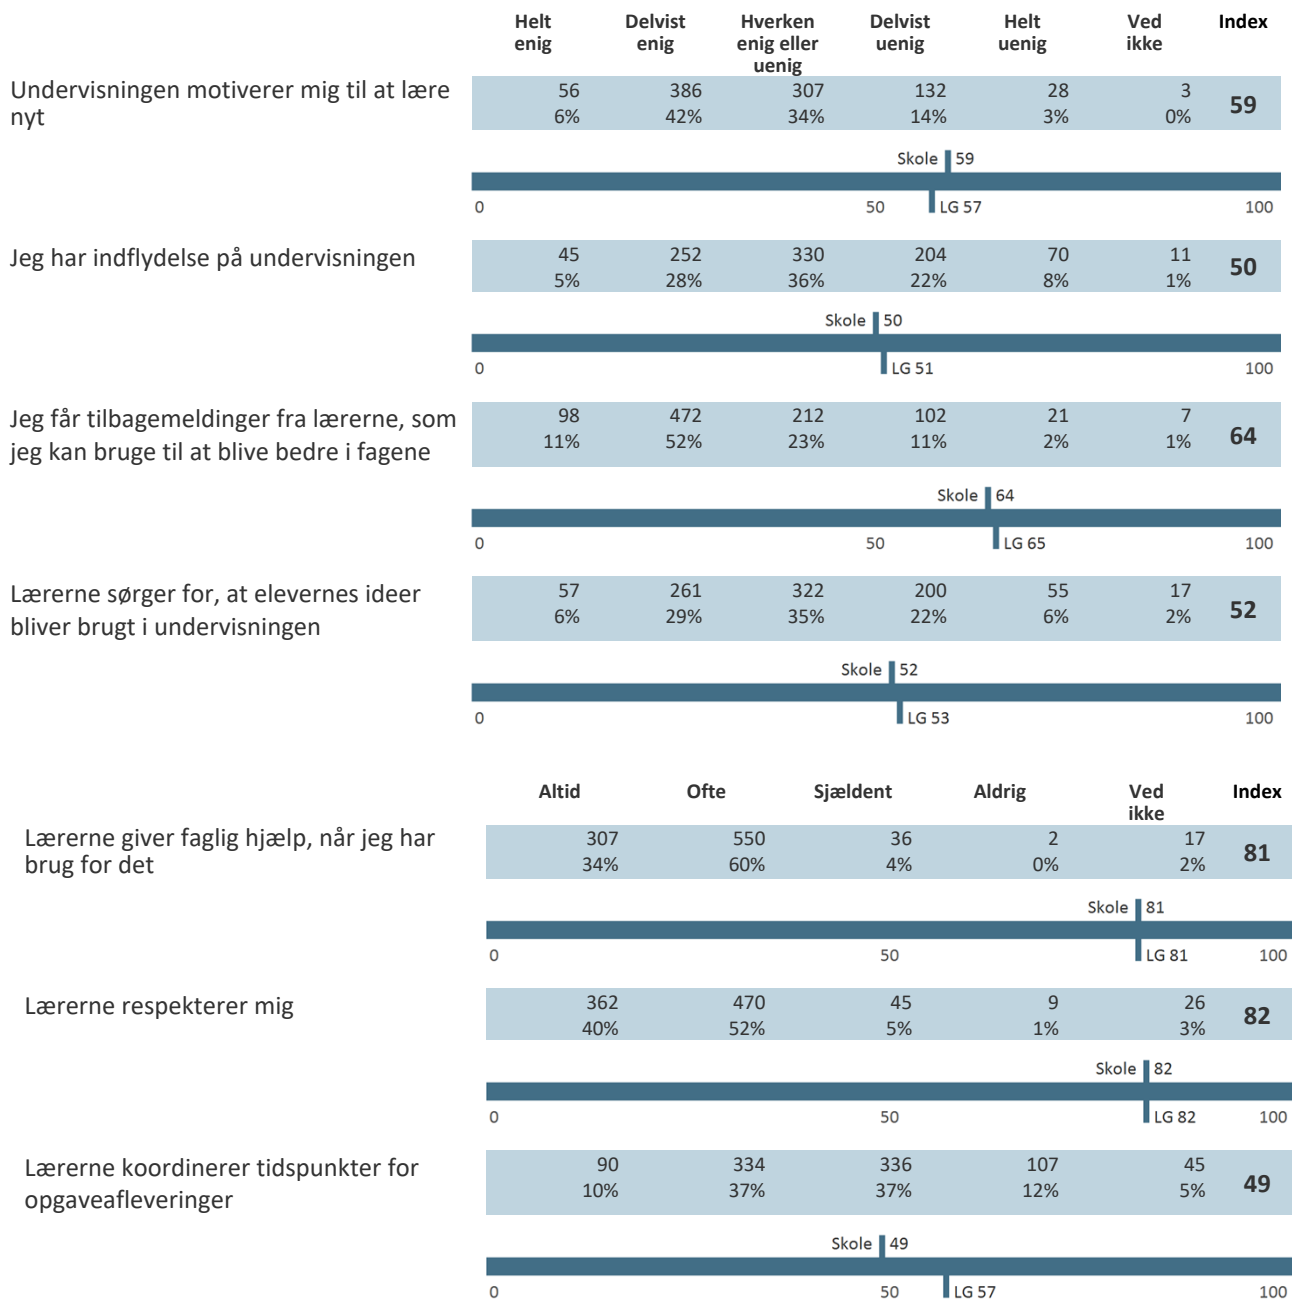 Helt Delvist Hverken Delvist Helt Ved Index
enig enig enig eller uenig uenig ikke
uenig
Undervisningen motiverer mig til at lære
nyt
56 386 307 132 28 3
6% 42% 34% 14% 3% 0%
59
Skole 59
0 50 LG 57 100
Jeg har indflydelse på undervisningen
45 252 330 204 70 11
5% 28% 36% 22% 8% 1%
50
Skole 50
0 LG 51 100
Jeg får tilbagemeldinger fra lærerne, som
jeg kan bruge til at blive bedre i fagene
98 472 212 102 21 7
11% 52% 23% 11% 2% 1%
64
Skole 64
0 50 LG 65 100
Lærerne sørger for, at elevernes ideer
bliver brugt i undervisningen
57 261 322 200 55 17
6% 29% 35% 22% 6% 2%
52
Skole 52
0 LG 53 100
Altid Ofte Sjældent Aldrig Ved Index
ikke
Lærerne giver faglig hjælp, når jeg har
brug for det
307 550 36 2 17
34% 60% 4% 0% 2%
81
Skole 81
0 50 LG 81 100
Lærerne respekterer mig
362 470 45 9 26
40% 52% 5% 1% 3%
82
Skole 82
0 50 LG 82 100
Lærerne koordinerer tidspunkter for
opgaveafleveringer
90 334 336 107 45
10% 37% 37% 12% 5%
49
Skole 49
0 50 LG 57 100